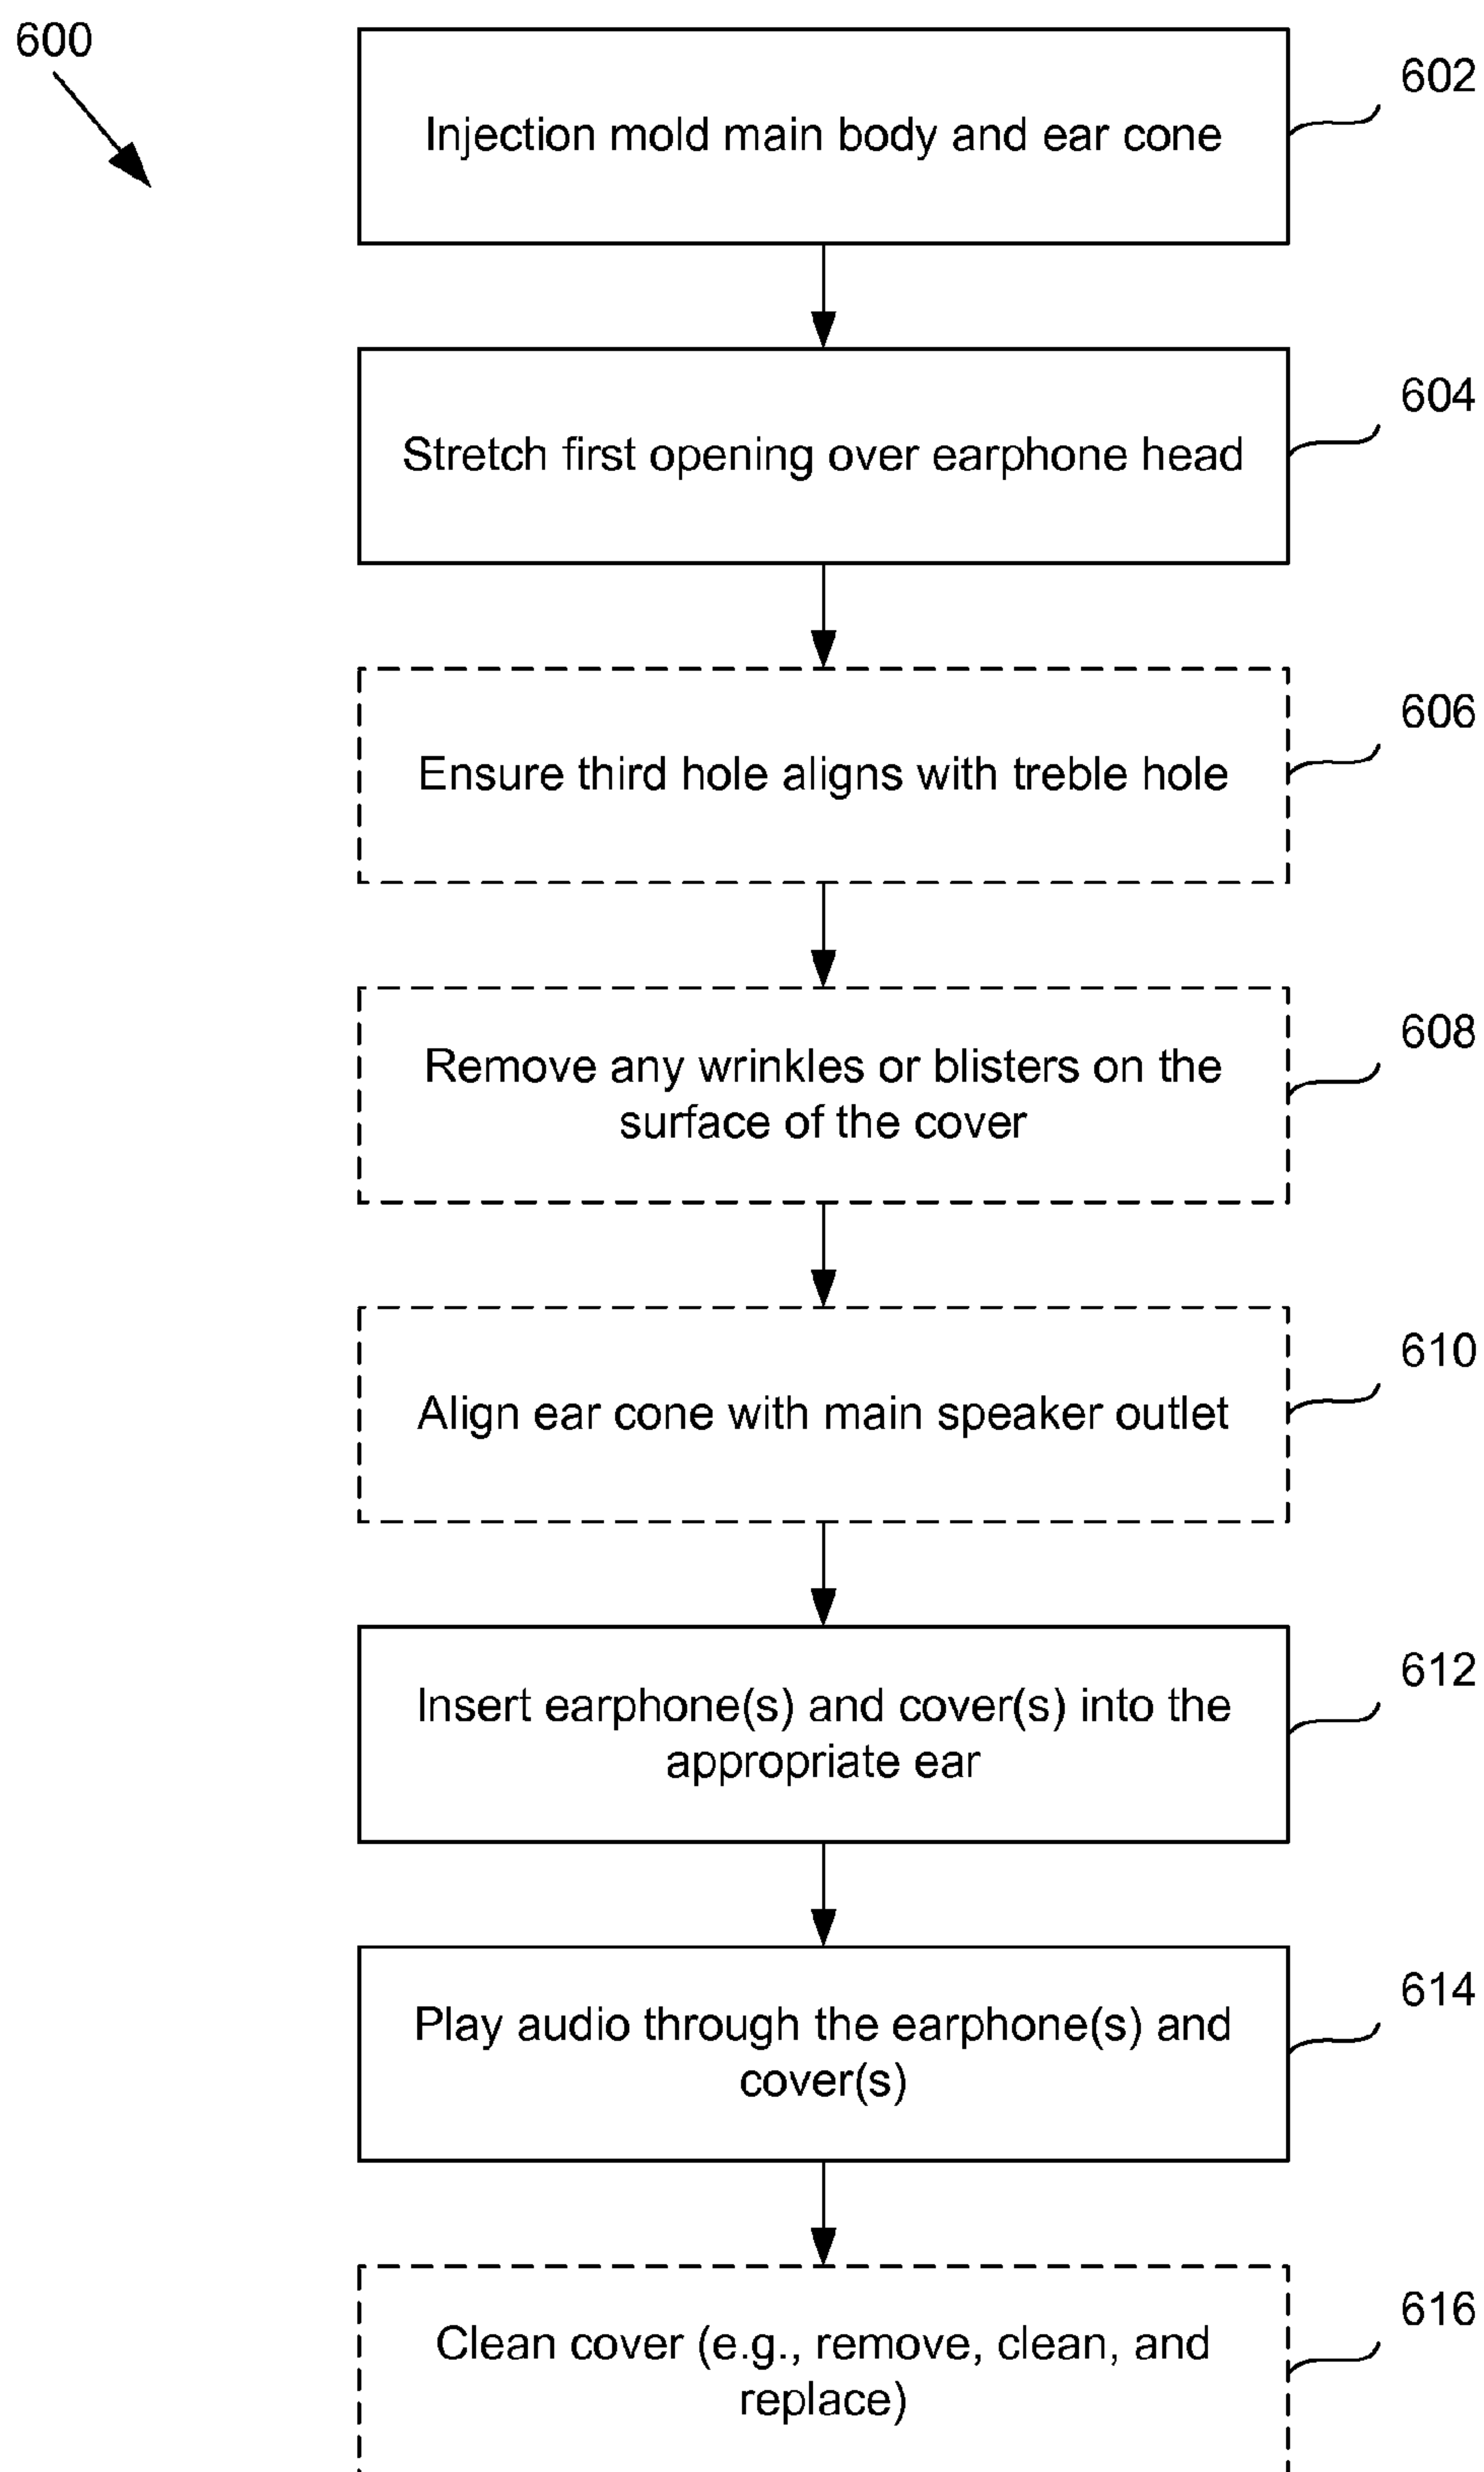 600
602
Injection mold main body and ear cone
604
Stretch first opening over earphone head
606
Ensure third hole aligns with treble hole
608
Remove any wrinkles or blisters on the
surface of the cover
610
Align ear cone with main speaker outlet
612
Insert earphone(s) and cover(s) into the
appropriate ear
614
Play audio through the earphone(s) and
cover(s)
616
Clean cover (e.g., remove, clean, and
replace)